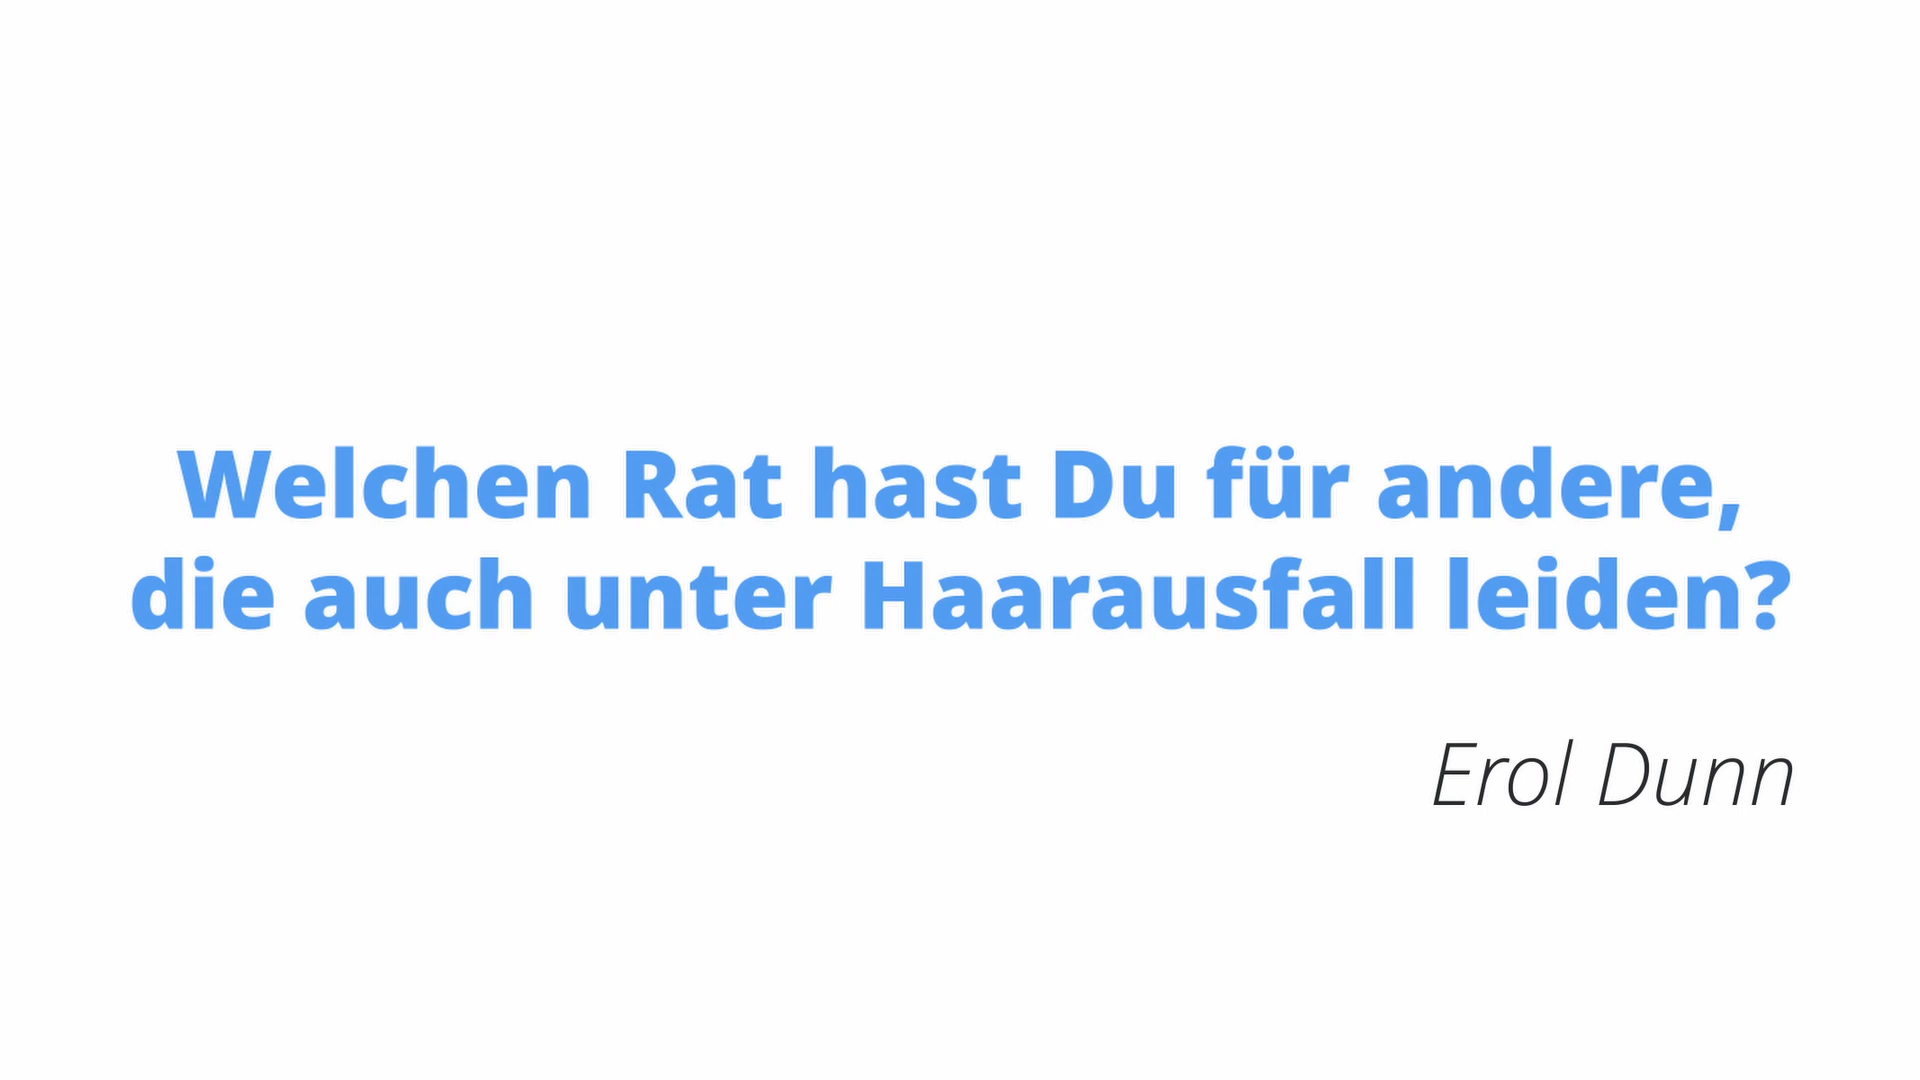 Welchen Rat hast Du für andere,
die auch unter Haarausfall leiden?
Erol Dunn